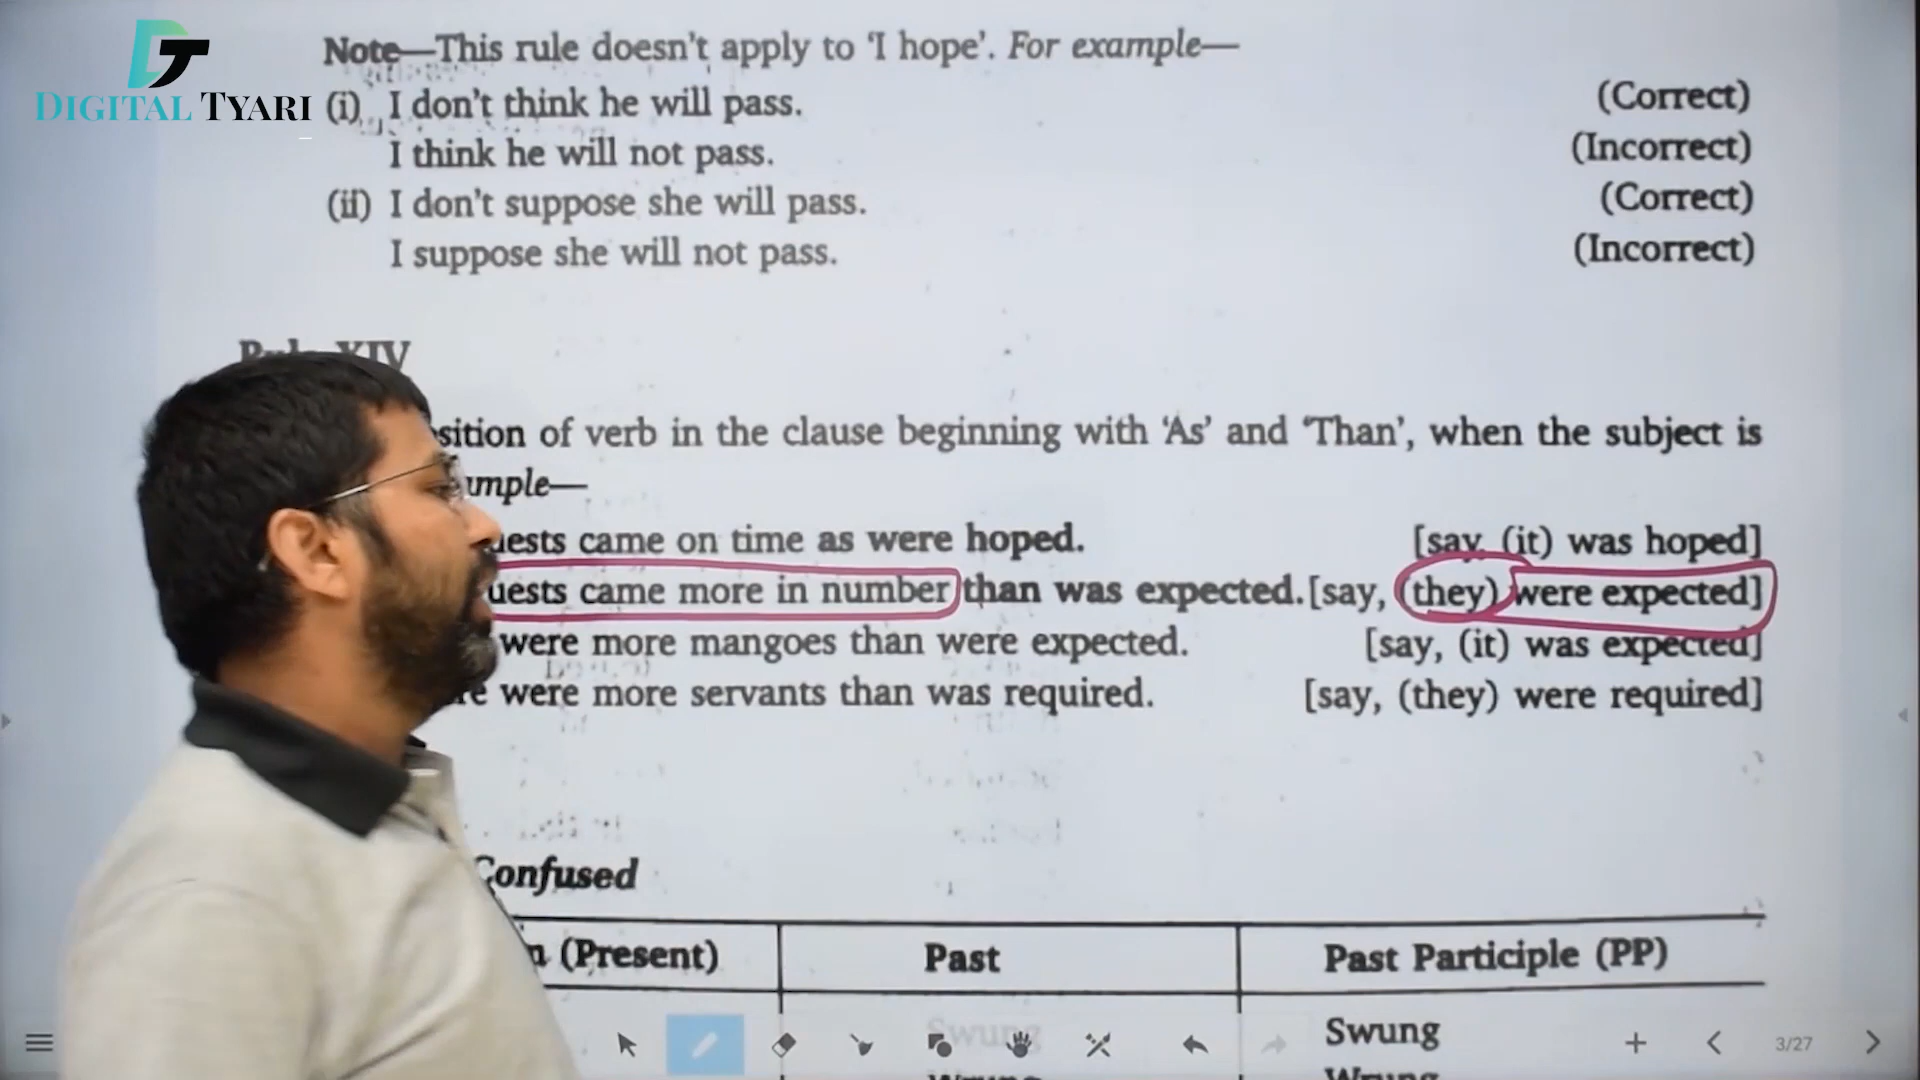 Note—This rule doesn't apply to 'I hope'. For example—
DIGITAL TYARI
(i) I don't think he will pass. (Correct)
I think he will not pass. (Incorrect)
(ii) I don't suppose she will pass. (Correct)
I suppose she will not pass. (Incorrect)
XIV
of verb in the clause beginning with 'As' and 'Than', when the subject is
came on time as were hoped. [say, (it) was hoped]
came more in number than was expected. [say, (they) were expected]
were more mangoes than were expected. [say, (it) was expected]
were more servants than was required. [say, (they) were required]
Confused
(Present) Past Past Participle (PP)
Swung Swung
3/27